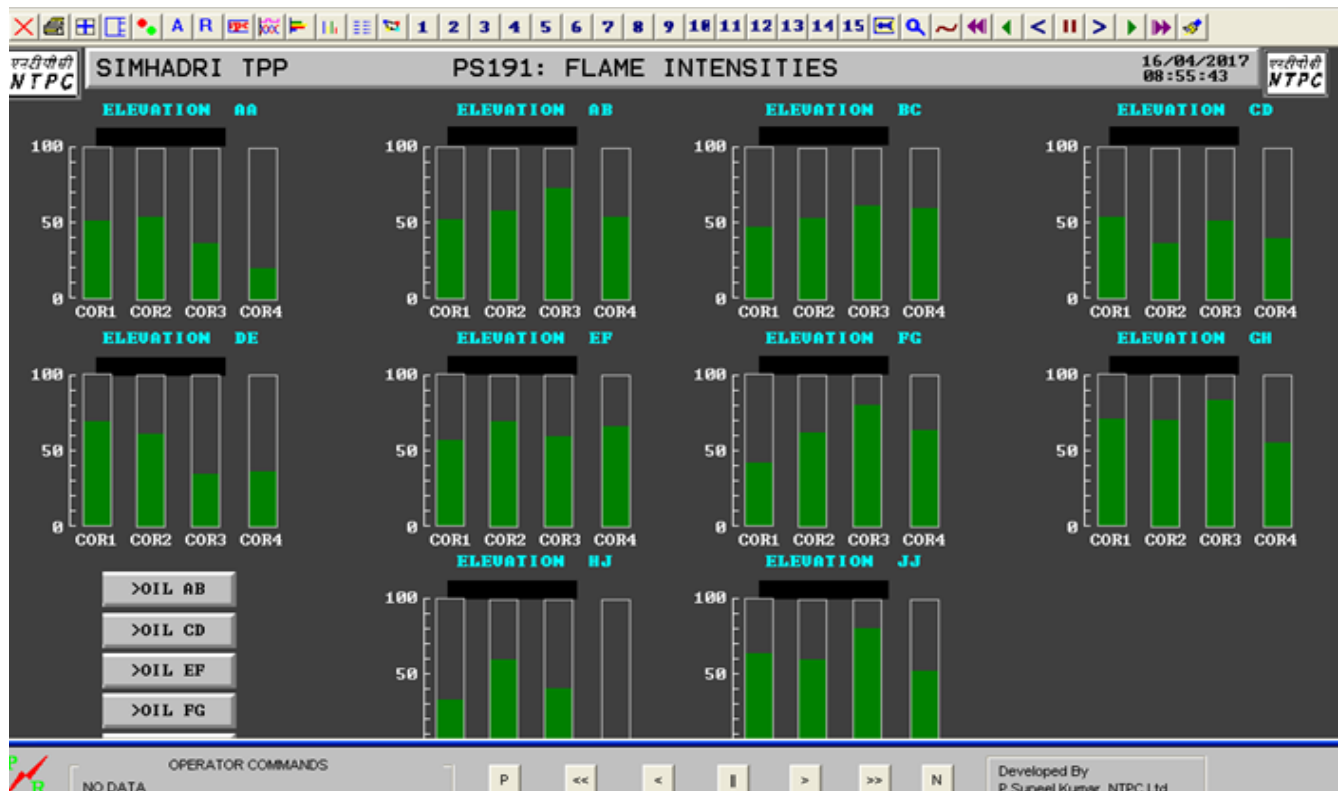 A R 1 2 3 4 5 6 7 8 9 10 11 12 13 14 15
एनटीपीसी
NTPC
SIMHADRI TPP
PS191: FLAME INTENSITIES
16/04/2017
08:55:43
एनटीपीसी
NTPC
ELEVATION AA
100
50
0
COR1 COR2 COR3 COR4
ELEVATION AB
100
50
0
COR1 COR2 COR3 COR4
ELEVATION BC
100
50
0
COR1 COR2 COR3 COR4
ELEVATION CD
100
50
0
COR1 COR2 COR3 COR4
ELEVATION DE
100
50
0
COR1 COR2 COR3 COR4
ELEVATION EF
100
50
0
COR1 COR2 COR3 COR4
ELEVATION FG
100
50
0
COR1 COR2 COR3 COR4
ELEVATION GH
100
50
0
COR1 COR2 COR3 COR4
>OIL AB
>OIL CD
>OIL EF
>OIL FG
ELEVATION HJ
100
50
ELEVATION JJ
100
50
P
R
OPERATOR COMMANDS
NO DATA
P << < || > >> N
Developed By
P Suneel Kumar, NTPC Ltd